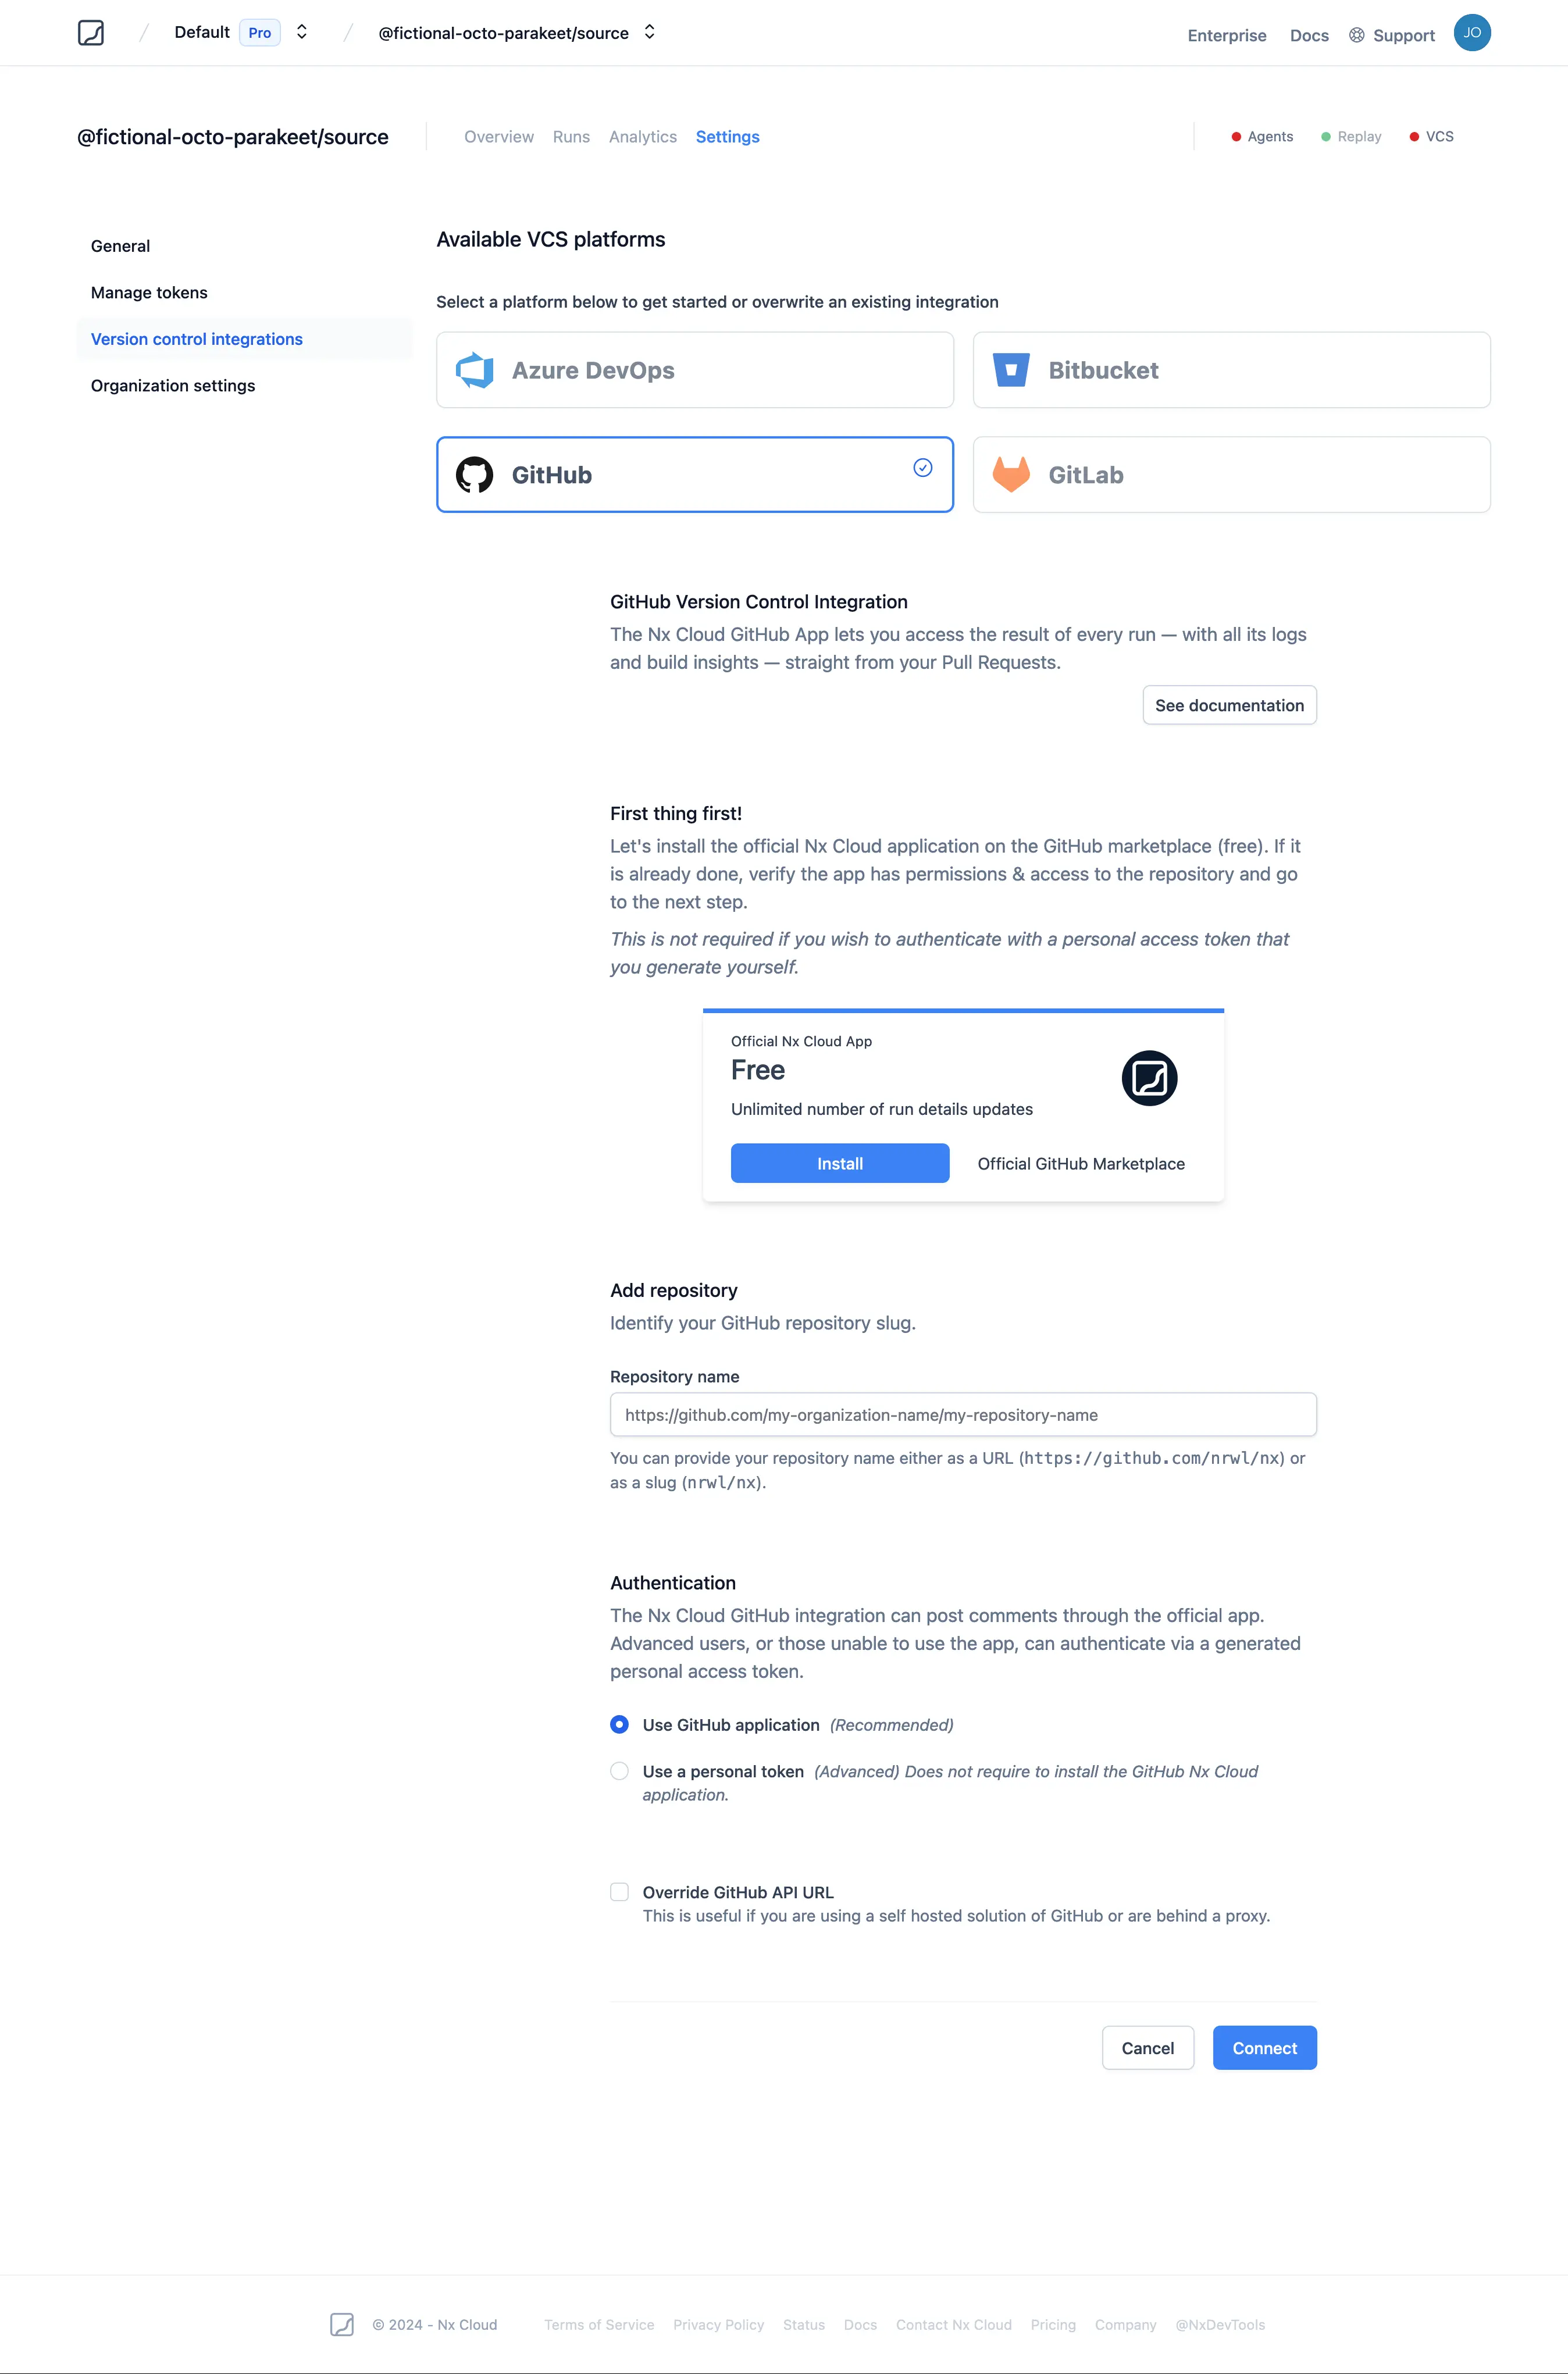 / Default Pro / @fictional-octo-parakeet/source Enterprise Docs Support JO
@fictional-octo-parakeet/source Overview Runs Analytics Settings Agents Replay VCS
General
Manage tokens
Version control integrations
Organization settings
Available VCS platforms
Select a platform below to get started or overwrite an existing integration
Azure DevOps
Bitbucket
GitHub
GitLab
GitHub Version Control Integration
The Nx Cloud GitHub App lets you access the result of every run — with all its logs
and build insights — straight from your Pull Requests.
See documentation
First thing first!
Let's install the official Nx Cloud application on the GitHub marketplace (free). If it
is already done, verify the app has permissions & access to the repository and go
to the next step.
This is not required if you wish to authenticate with a personal access token that
you generate yourself.
Official Nx Cloud App
Free
Unlimited number of run details updates
Install Official GitHub Marketplace
Add repository
Identify your GitHub repository slug.
Repository name
https://github.com/my-organization-name/my-repository-name
You can provide your repository name either as a URL (https://github.com/nrwl/nx) or
as a slug (nrwl/nx).
Authentication
The Nx Cloud GitHub integration can post comments through the official app.
Advanced users, or those unable to use the app, can authenticate via a generated
personal access token.
Use GitHub application (Recommended)
Use a personal token (Advanced) Does not require to install the GitHub Nx Cloud
application.
Override GitHub API URL
This is useful if you are using a self hosted solution of GitHub or are behind a proxy.
Cancel Connect
© 2024 - Nx Cloud Terms of Service Privacy Policy Status Docs Contact Nx Cloud Pricing Company @NxDevTools